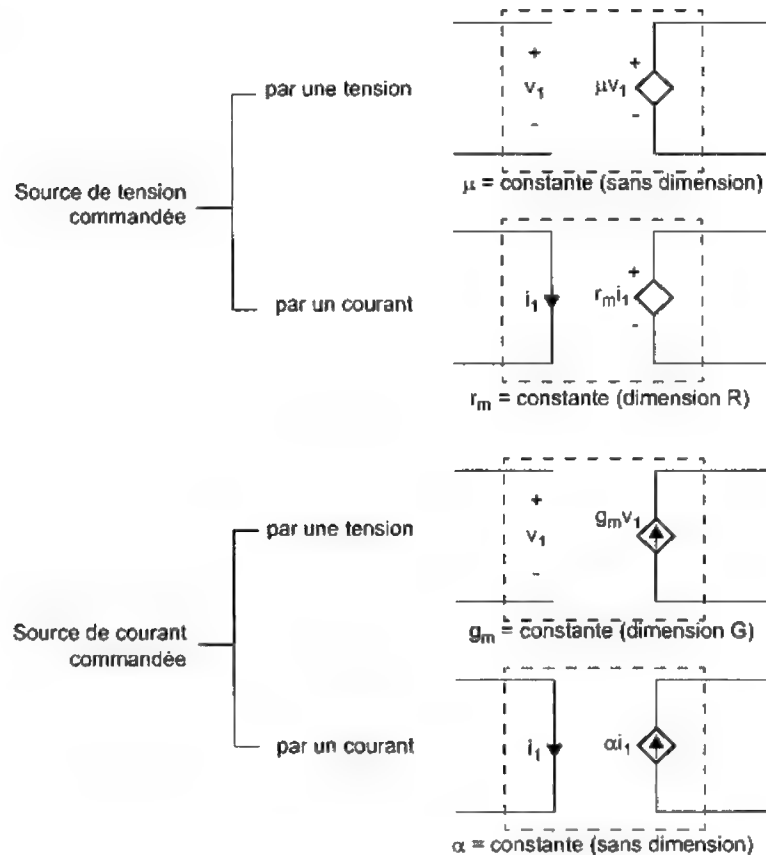 par une tension
+
v₁
-
+
μv₁
-
μ = constante (sans dimension)
Source de tension
commandée
par un courant
i₁
+
rₘi₁
-
rₘ = constante (dimension R)
par une tension
+
v₁
-
gₘv₁
gₘ = constante (dimension G)
Source de courant
commandée
par un courant
i₁
αi₁
α = constante (sans dimension)